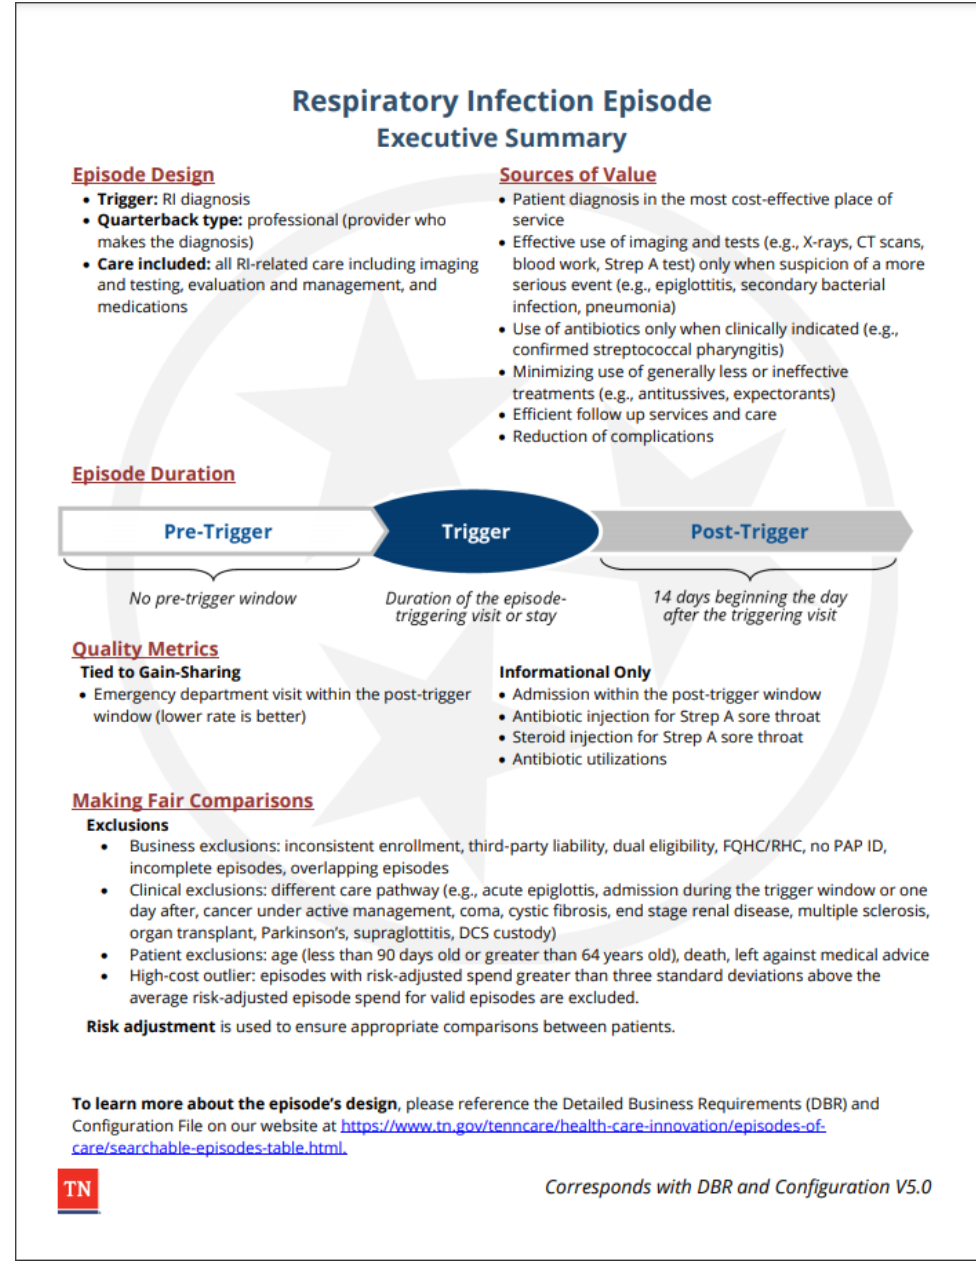 Respiratory Infection Episode
Executive Summary
Episode Design
• Trigger: RI diagnosis
• Quarterback type: professional (provider who
makes the diagnosis)
• Care included: all RI-related care including imaging
and testing, evaluation and management, and
medications
Sources of Value
• Patient diagnosis in the most cost-effective place of
service
• Effective use of imaging and tests (e.g., X-rays, CT scans,
blood work, Strep A test) only when suspicion of a more
serious event (e.g., epiglottitis, secondary bacterial
infection, pneumonia)
• Use of antibiotics only when clinically indicated (e.g.,
confirmed streptococcal pharyngitis)
• Minimizing use of generally less or ineffective
treatments (e.g., antitussives, expectorants)
• Efficient follow up services and care
• Reduction of complications
Episode Duration
Pre-Trigger
Trigger
Post-Trigger
No pre-trigger window
Duration of the episode-
triggering visit or stay
14 days beginning the day
after the triggering visit
Quality Metrics
Tied to Gain-Sharing
• Emergency department visit within the post-trigger
window (lower rate is better)
Informational Only
• Admission within the post-trigger window
• Antibiotic injection for Strep A sore throat
• Steroid injection for Strep A sore throat
• Antibiotic utilizations
Making Fair Comparisons
Exclusions
• Business exclusions: inconsistent enrollment, third-party liability, dual eligibility, FQHC/RHC, no PAP ID,
incomplete episodes, overlapping episodes
• Clinical exclusions: different care pathway (e.g., acute epiglottis, admission during the trigger window or one
day after, cancer under active management, coma, cystic fibrosis, end stage renal disease, multiple sclerosis,
organ transplant, Parkinson's, supraglottitis, DCS custody)
• Patient exclusions: age (less than 90 days old or greater than 64 years old), death, left against medical advice
• High-cost outlier: episodes with risk-adjusted spend greater than three standard deviations above the
average risk-adjusted episode spend for valid episodes are excluded.
Risk adjustment is used to ensure appropriate comparisons between patients.
To learn more about the episode's design, please reference the Detailed Business Requirements (DBR) and
Configuration File on our website at https://www.tn.gov/tenncare/health-care-innovation/episodes-of-
care/searchable-episodes-table.html.
TN
Corresponds with DBR and Configuration V5.0